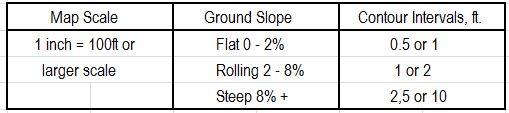 Map Scale Ground Slope Contour Intervals, ft.
1 inch = 100ft or Flat 0 - 2% 0.5 or 1
larger scale Rolling 2 - 8% 1 or 2
Steep 8% + 2,5 or 10